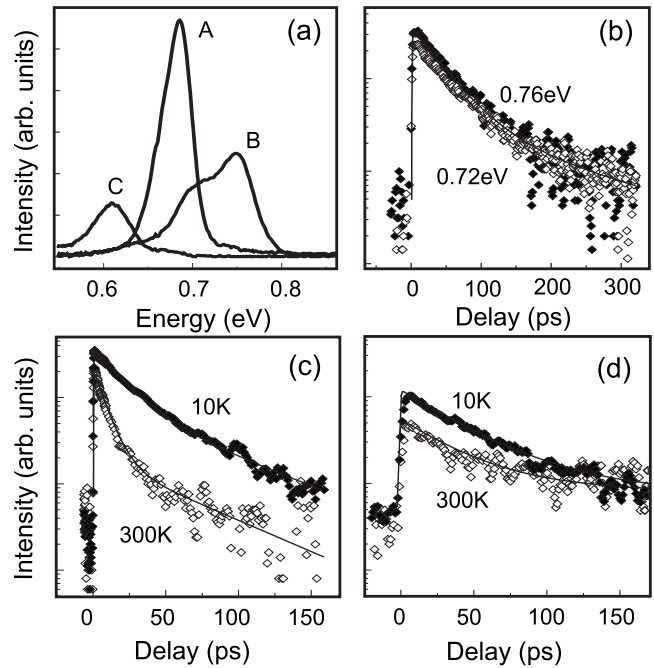 Intensity (arb. units)
(a)
A
B
C
0.6
0.7
0.8
Energy (eV)
(b)
0.76eV
0.72eV
0
100
200
300
Delay (ps)
Intensity (arb. units)
(c)
10K
300K
0
50
100
150
Delay (ps)
(d)
10K
300K
0
50
100
150
Delay (ps)